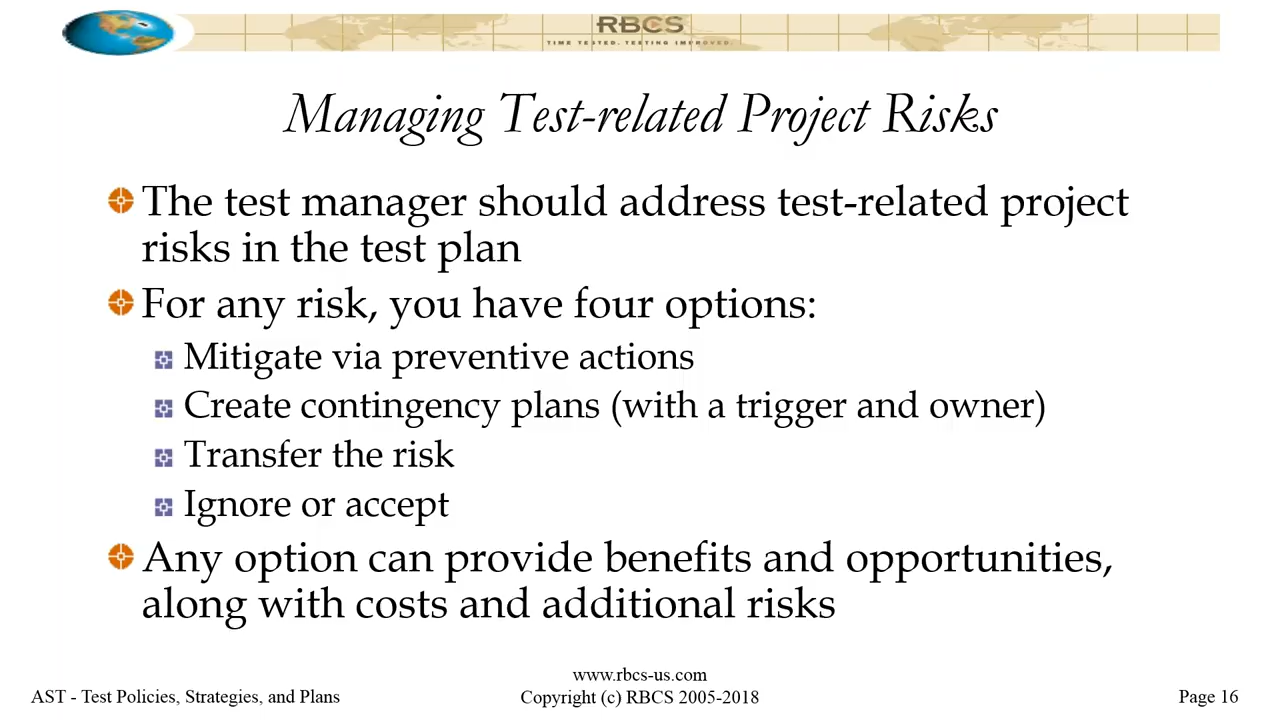 RBCS
TIME TESTED. TESTING IMPROVED.
Managing Test-related Project Risks
The test manager should address test-related project
risks in the test plan
For any risk, you have four options:
Mitigate via preventive actions
Create contingency plans (with a trigger and owner)
Transfer the risk
Ignore or accept
Any option can provide benefits and opportunities,
along with costs and additional risks
www.rbcs-us.com
AST - Test Policies, Strategies, and Plans
Copyright (c) RBCS 2005-2018
Page 16